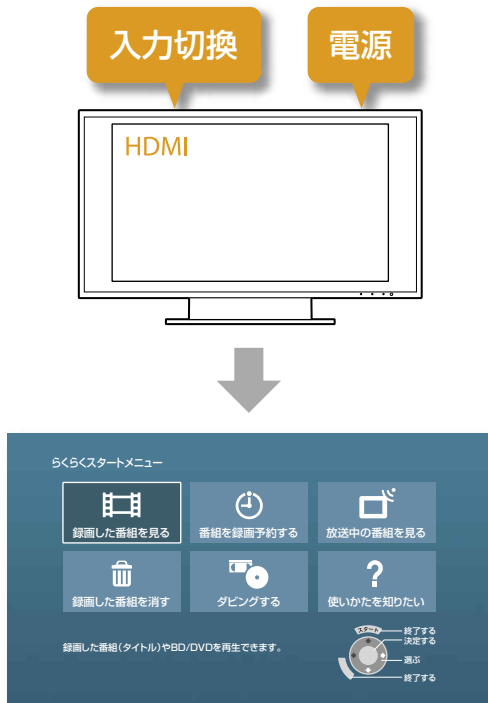 入力切換
電源
HDMI
らくらくスタートメニュー
録画した番組を見る
番組を録画予約する
放送中の番組を見る
録画した番組を消す
ダビングする
使いかたを知りたい
?
録画した番組(タイトル)やBD/DVDを再生できます。
スタート
終了する
決定する
選ぶ
終了する